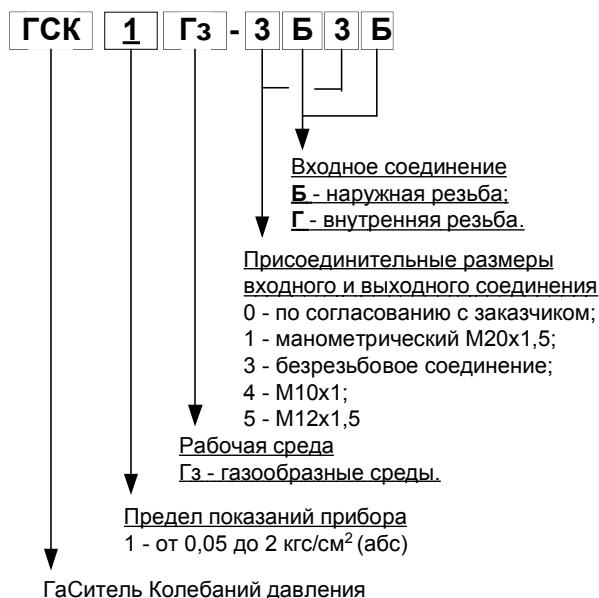 ГСК 1 Гз - 3 Б 3 Б
Входное соединение
Б - наружная резьба;
Г - внутренняя резьба.
Присоединительные размеры
входного и выходного соединения
0 - по согласованию с заказчиком;
1 - манометрический М20х1,5;
3 - безрезьбовое соединение;
4 - М10х1;
5 - М12х1,5
Рабочая среда
Гз - газообразные среды.
Предел показаний прибора
1 - от 0,05 до 2 кгс/см² (абс)
ГаСитель Колебаний давления